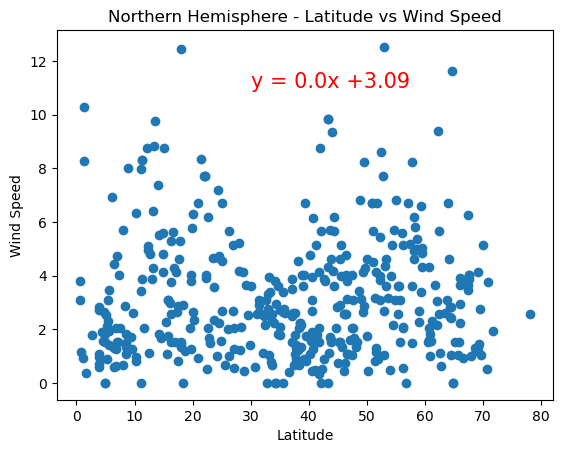 Northern Hemisphere - Latitude vs Wind Speed
y = 0.0x +3.09
Wind Speed
12
10
8
6
4
2
0
0 10 20 30 40 50 60 70 80
Latitude